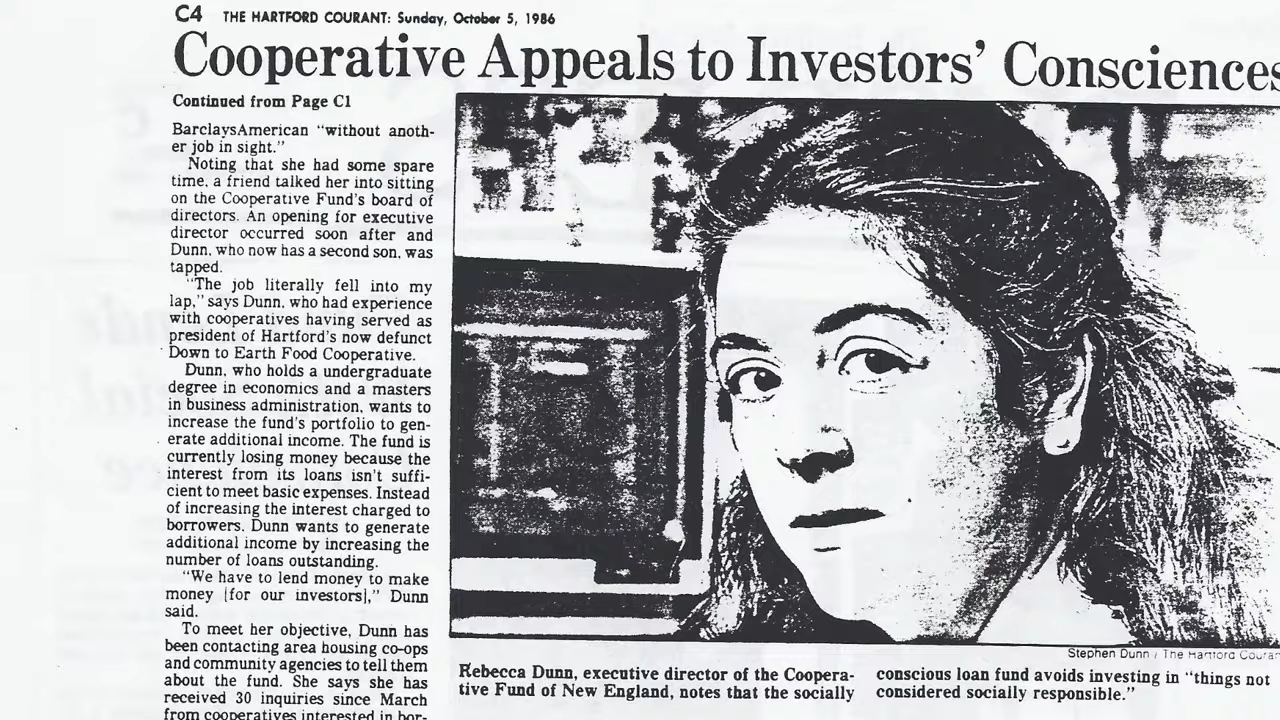 C4 THE HARTFORD COURANT: Sunday, October 5, 1986
Cooperative Appeals to Investors' Consciences
Continued from Page C1
BarclaysAmerican “without anoth-
er job in sight.”
Noting that she had some spare
time, a friend talked her into sitting
on the Cooperative Fund's board of
directors. An opening for executive
director occurred soon after and
Dunn, who now has a second son, was
tapped.
“The job literally fell into my
lap,” says Dunn, who had experience
with cooperatives having served as
president of Hartford's now defunct
Down to Earth Food Cooperative.
Dunn, who holds a undergraduate
degree in economics and a masters
in business administration, wants to
increase the fund's portfolio to gen-
erate additional income. The fund is
currently losing money because the
interest from its loans isn't suffi-
cient to meet basic expenses. Instead
of increasing the interest charged to
borrowers, Dunn wants to generate
additional income by increasing the
number of loans outstanding.
“We have to lend money to make
money [for our investors],” Dunn
said.
To meet her objective, Dunn has
been contacting area housing co-ops
and community agencies to tell them
about the fund. She says she has
received 30 inquiries since March
from cooperatives interested in bor-
Stephen Dunn / The Hartford Couran
Rebecca Dunn, executive director of the Coopera-
tive Fund of New England, notes that the socially
conscious loan fund avoids investing in “things not
considered socially responsible.”